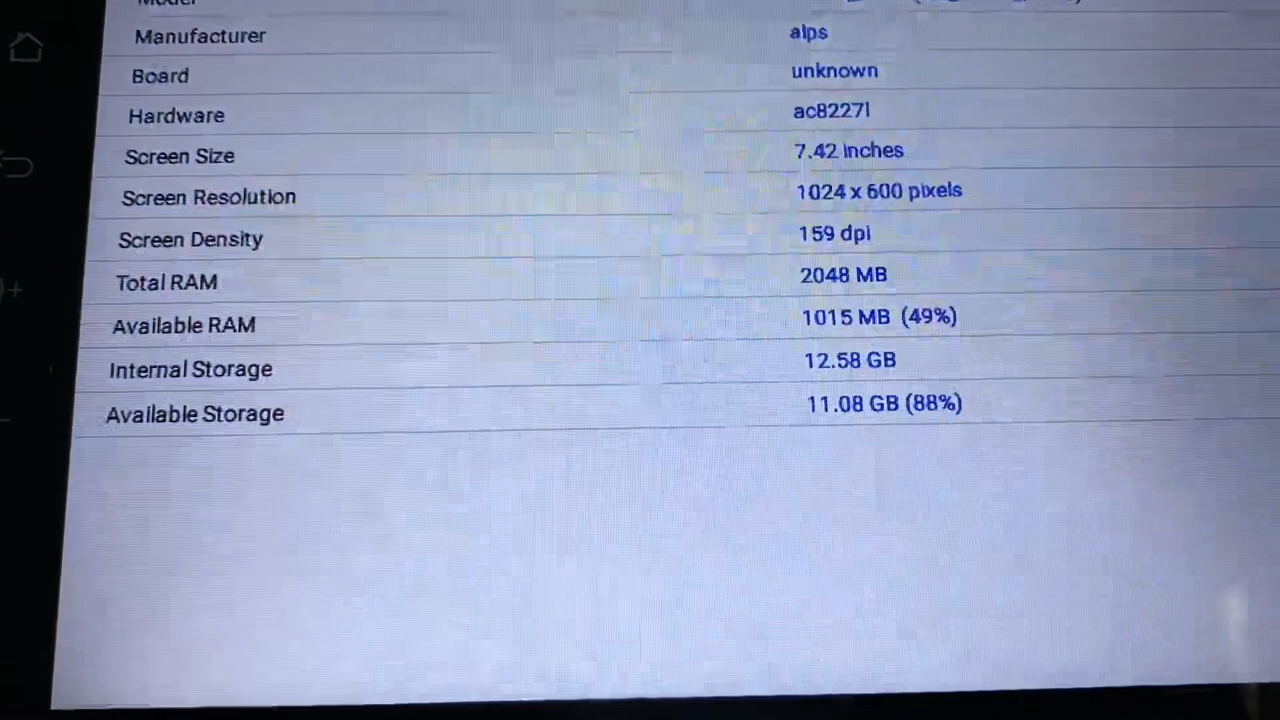 Model
Manufacturer alps
Board unknown
Hardware ac8227l
Screen Size 7.42 inches
Screen Resolution 1024 x 600 pixels
Screen Density 159 dpi
Total RAM 2048 MB
Available RAM 1015 MB (49%)
Internal Storage 12.58 GB
Available Storage 11.08 GB (88%)